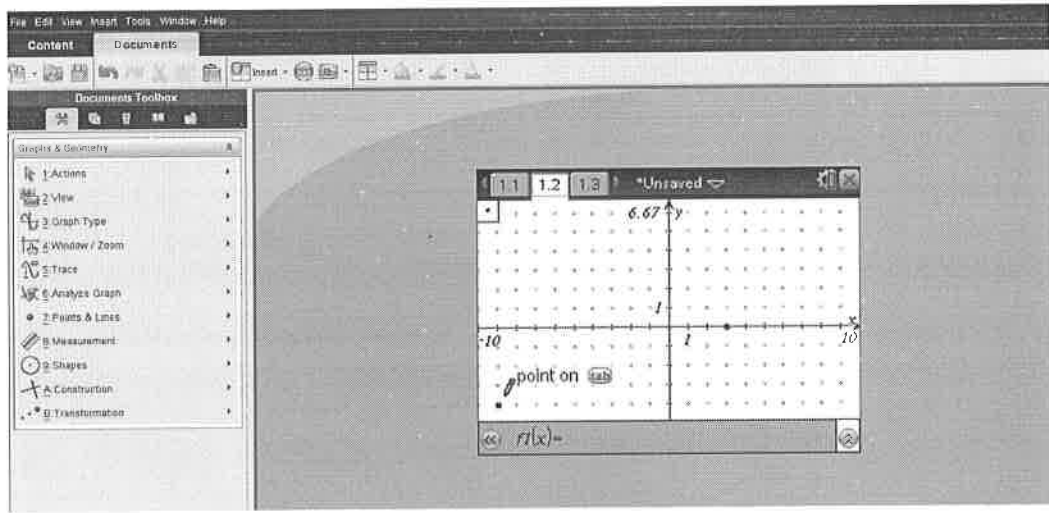 File Edit View Insert Tools Window Help
Content Documents
Insert
Documents Toolbox
Graphs & Geometry
1:Actions
2:View
3:Graph Type
4:Window / Zoom
5:Trace
6:Analyze Graph
7:Points & Lines
8:Measurement
9:Shapes
A:Construction
B:Transformation
1.1 1.2 1.3 *Unsaved
6.67 y
1
x
-10 1 10
point on tab
f1(x)=